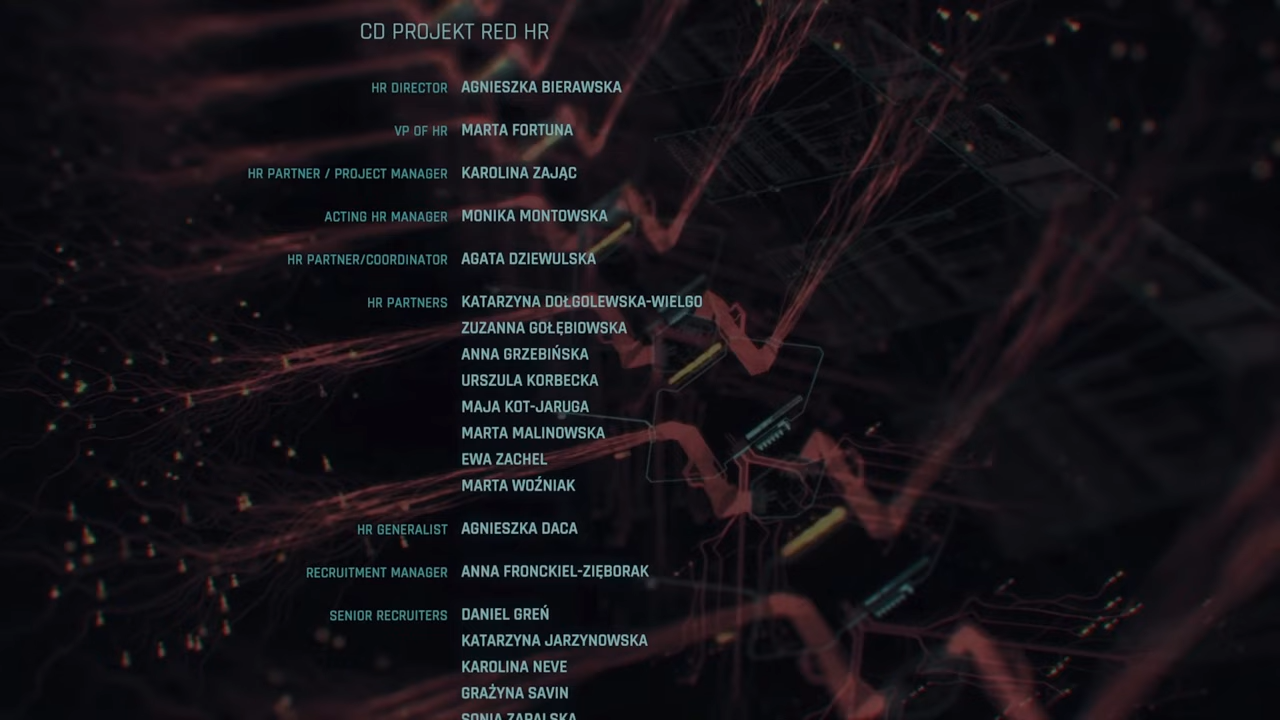 CD PROJEKT RED HR
HR DIRECTOR AGNIESZKA BIERAWSKA
VP OF HR MARTA FORTUNA
HR PARTNER / PROJECT MANAGER KAROLINA ZAJĄC
ACTING HR MANAGER MONIKA MONTOWSKA
HR PARTNER/COORDINATOR AGATA DZIEWULSKA
HR PARTNERS KATARZYNA DOŁGOLEWSKA-WIELGO
ZUZANNA GOŁĘBIOWSKA
ANNA GRZEBIŃSKA
URSZULA KORBECKA
MAJA KOT-JARUGA
MARTA MALINOWSKA
EWA ZACHEL
MARTA WOŹNIAK
HR GENERALIST AGNIESZKA DACA
RECRUITMENT MANAGER ANNA FRONCKIEL-ZIĘBORAK
SENIOR RECRUITERS DANIEL GREŃ
KATARZYNA JARZYNOWSKA
KAROLINA NEVE
GRAŻYNA SAVIN
SONIA ZAPALSKA